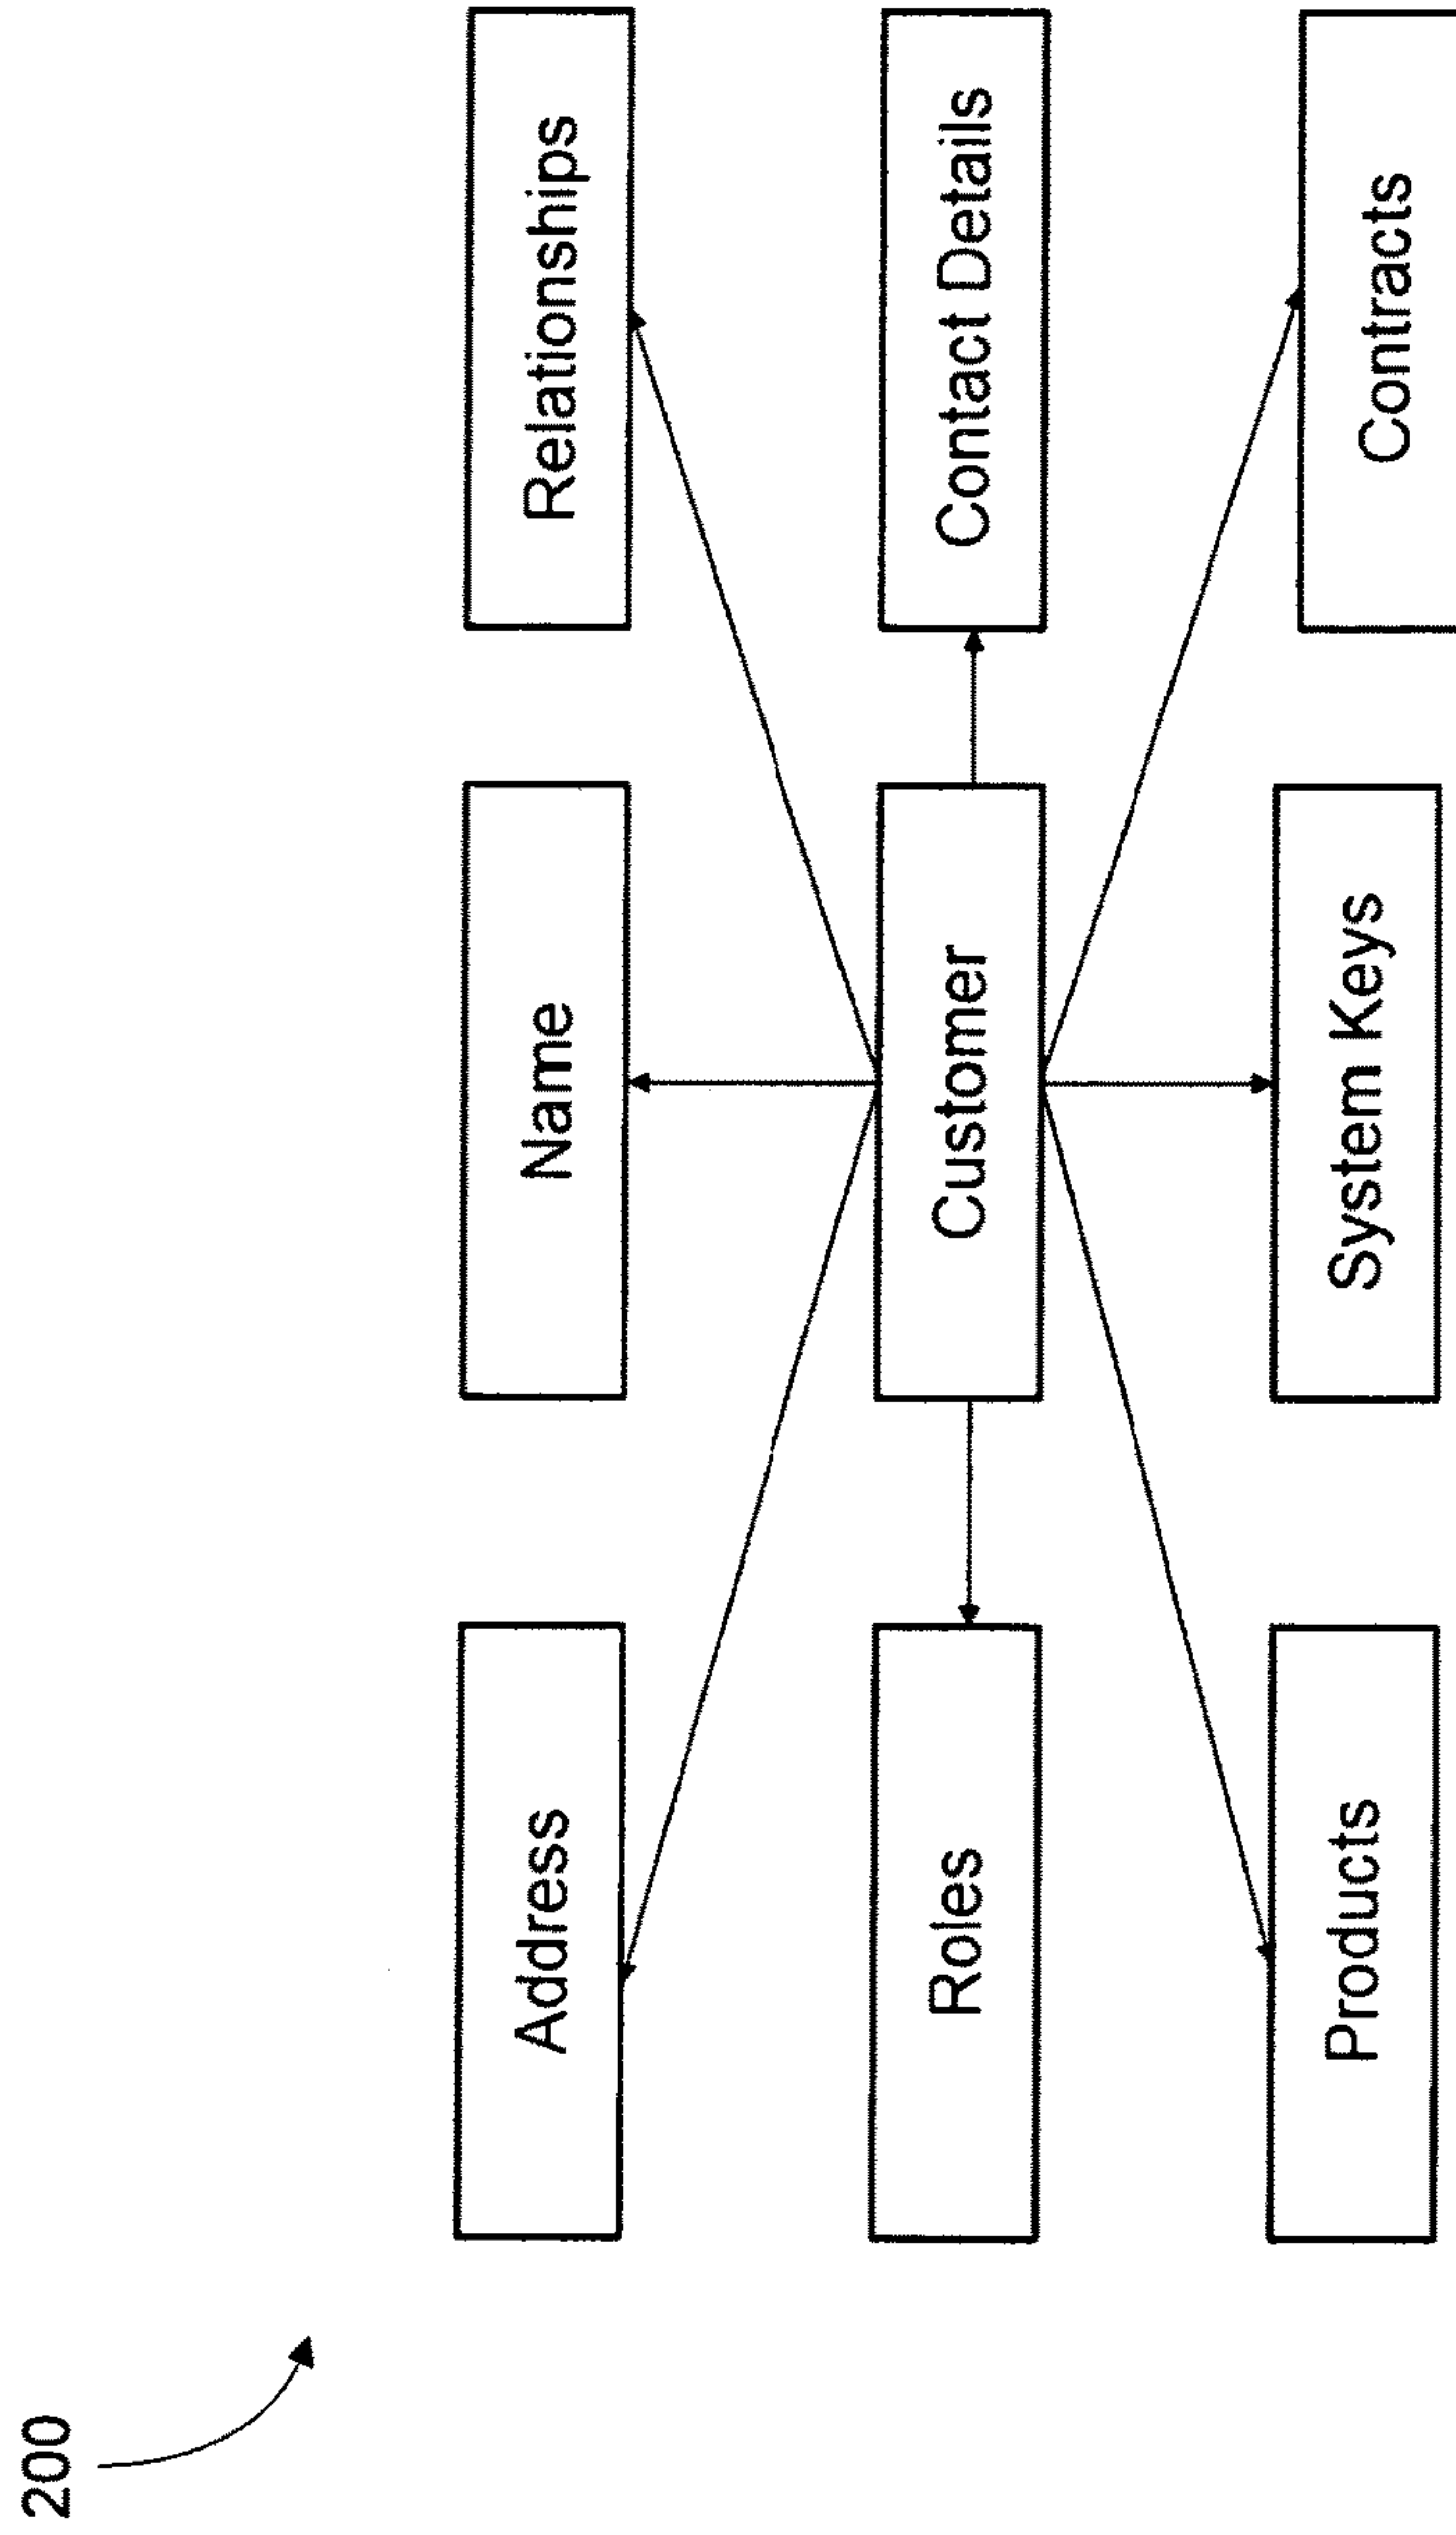 200
Address
Name
Relationships
Roles
Customer
Contact Details
Products
System Keys
Contracts